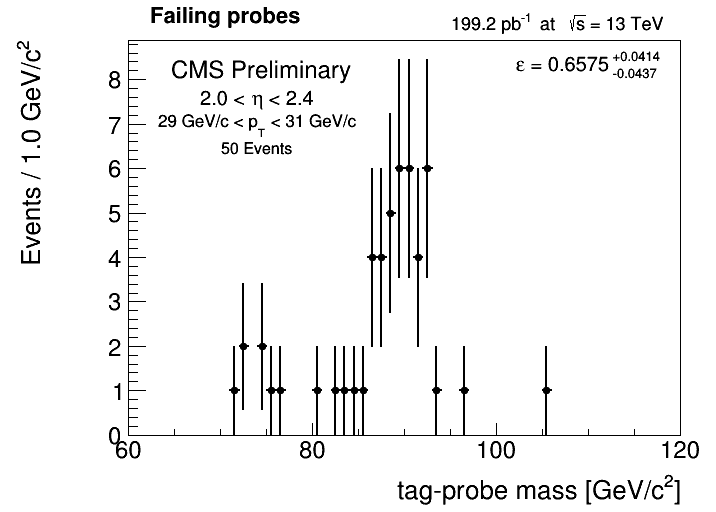 Failing probes
199.2 pb-1 at √s = 13 TeV
CMS Preliminary
2.0 < η < 2.4
29 GeV/c < pT < 31 GeV/c
50 Events
ε = 0.6575 +0.0414 -0.0437
Events / 1.0 GeV/c2
8
7
6
5
4
3
2
1
0
60 80 100 120
tag-probe mass [GeV/c2]